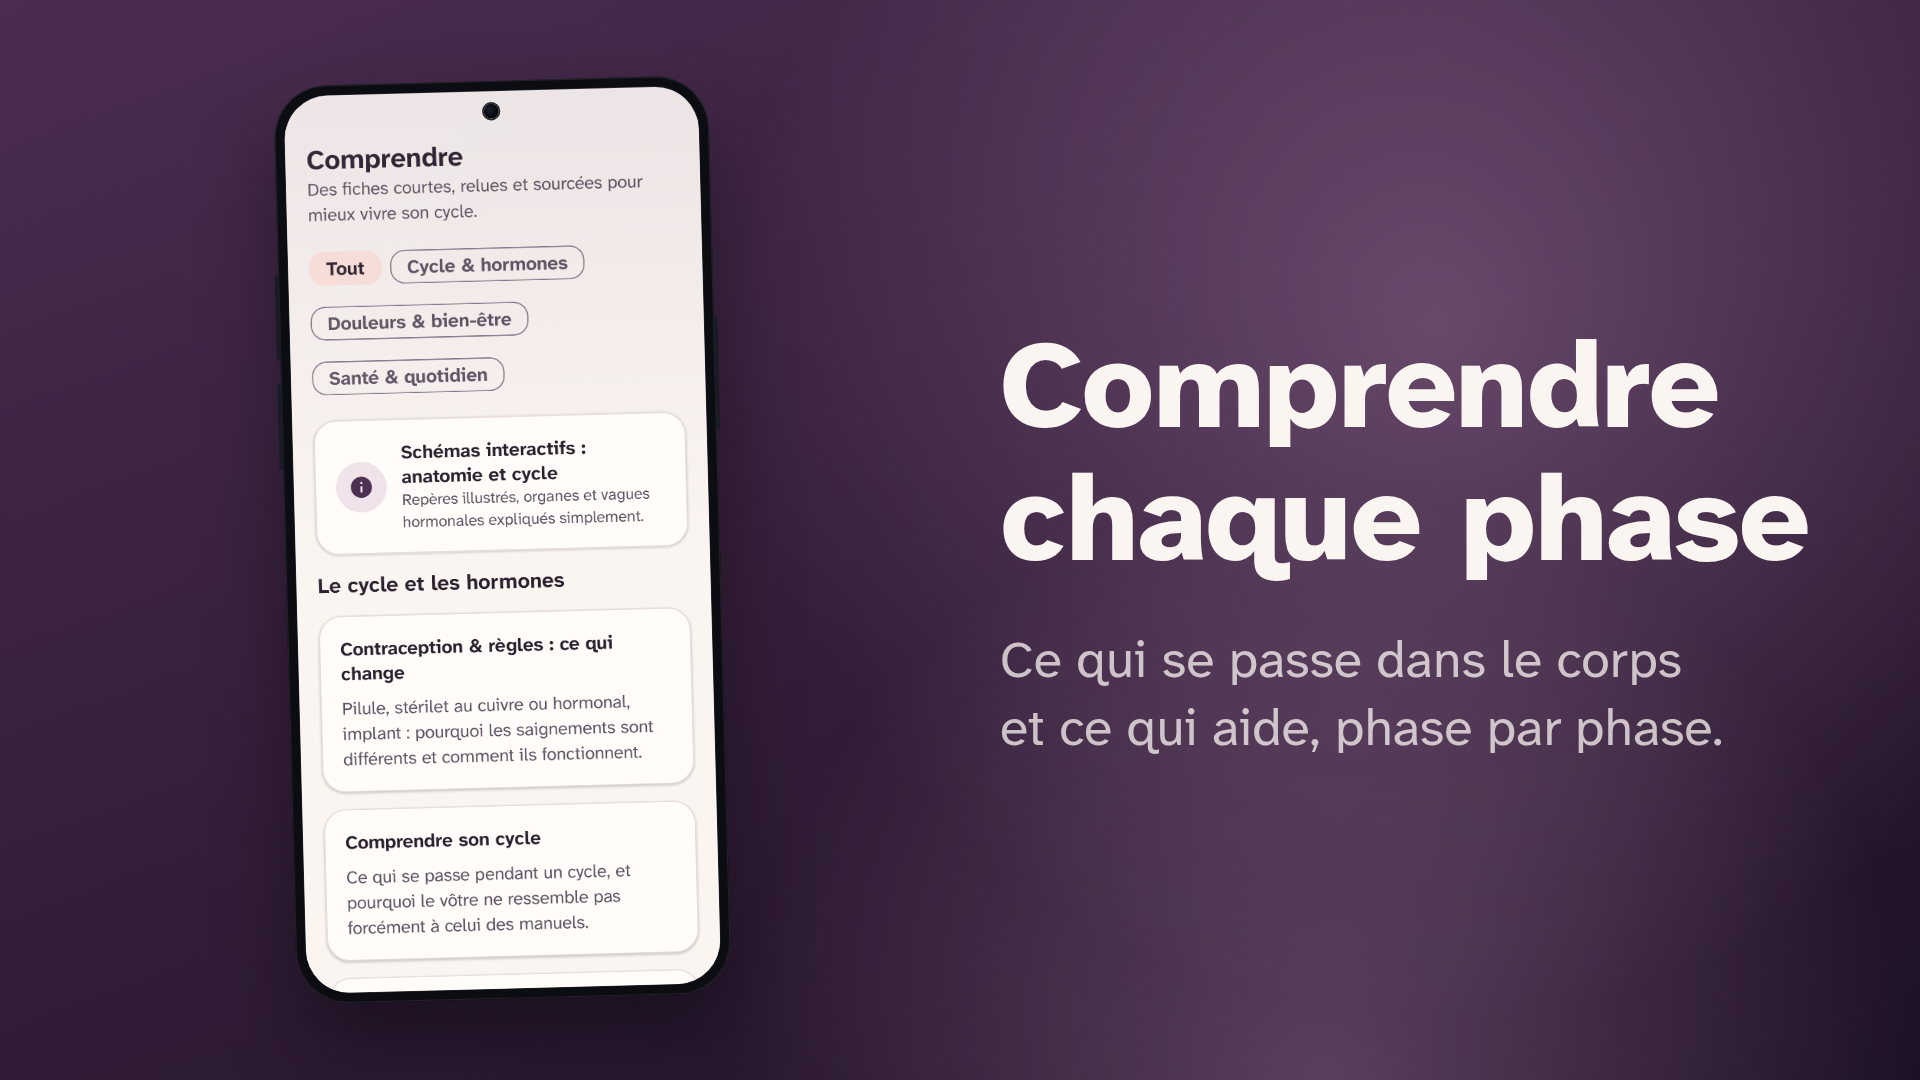 Comprendre
Des fiches courtes, relues et sourcées pour
mieux vivre son cycle.
Tout
Cycle & hormones
Douleurs & bien-être
Santé & quotidien
Schémas interactifs :
anatomie et cycle
Repères illustrés, organes et vagues
hormonales expliqués simplement.
Le cycle et les hormones
Contraception & règles : ce qui
change
Pilule, stérilet au cuivre ou hormonal,
implant : pourquoi les saignements sont
différents et comment ils fonctionnent.
Comprendre son cycle
Ce qui se passe pendant un cycle, et
pourquoi le vôtre ne ressemble pas
forcément à celui des manuels.
Comprendre
chaque phase
Ce qui se passe dans le corps
et ce qui aide, phase par phase.